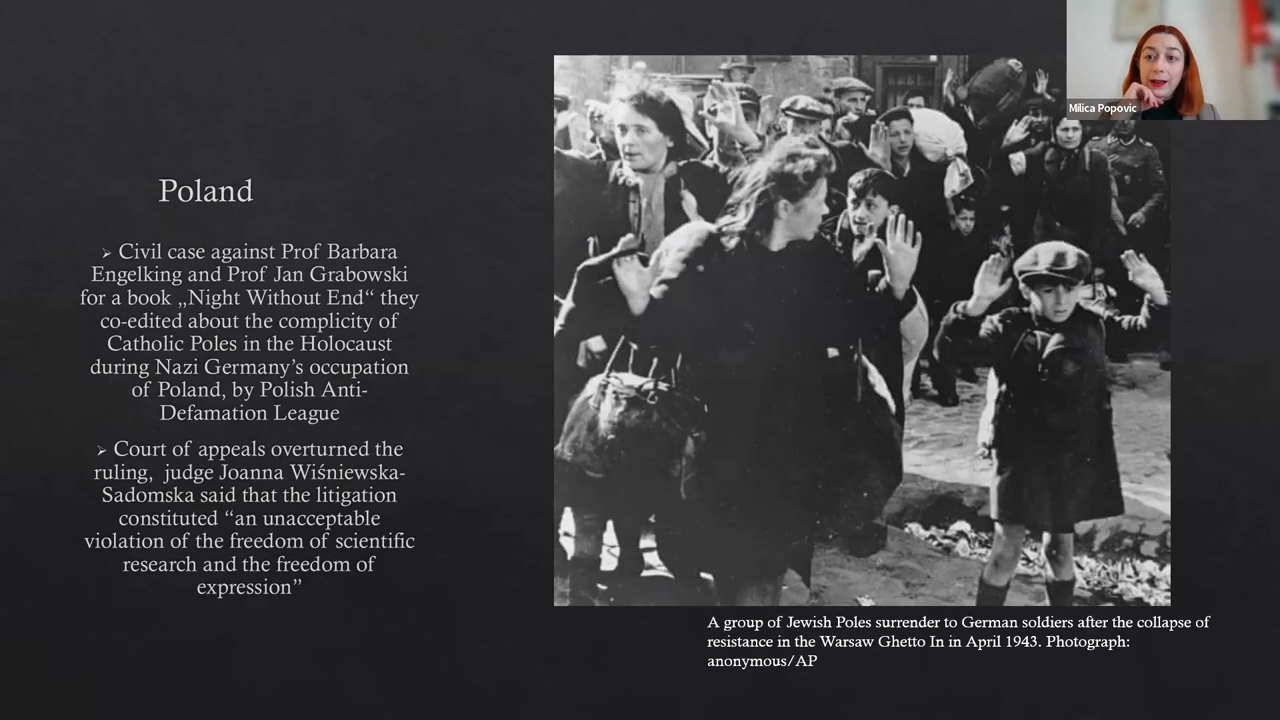 Milica Popovic
Poland
➢ Civil case against Prof Barbara
Engelking and Prof Jan Grabowski
for a book „Night Without End“ they
co-edited about the complicity of
Catholic Poles in the Holocaust
during Nazi Germany’s occupation
of Poland, by Polish Anti-
Defamation League
➢ Court of appeals overturned the
ruling, judge Joanna Wiśniewska-
Sadomska said that the litigation
constituted “an unacceptable
violation of the freedom of scientific
research and the freedom of
expression”
A group of Jewish Poles surrender to German soldiers after the collapse of
resistance in the Warsaw Ghetto In in April 1943. Photograph:
anonymous/AP